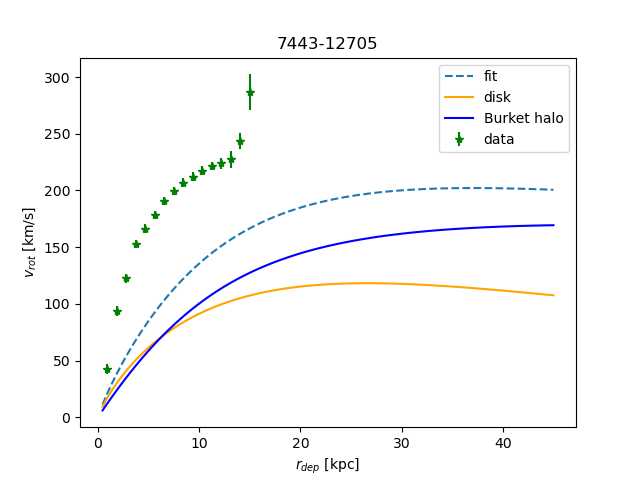 7443-12705
300
250
200
150
100
50
0
v_rot [km/s]
fit
disk
Burket halo
data
0 10 20 30 40
r_dep [kpc]